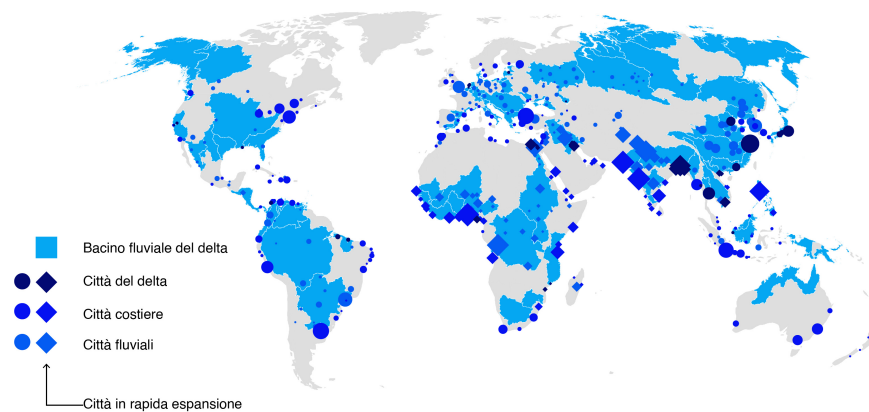 Bacino fluviale del delta
Città del delta
Città costiere
Città fluviali
Città in rapida espansione